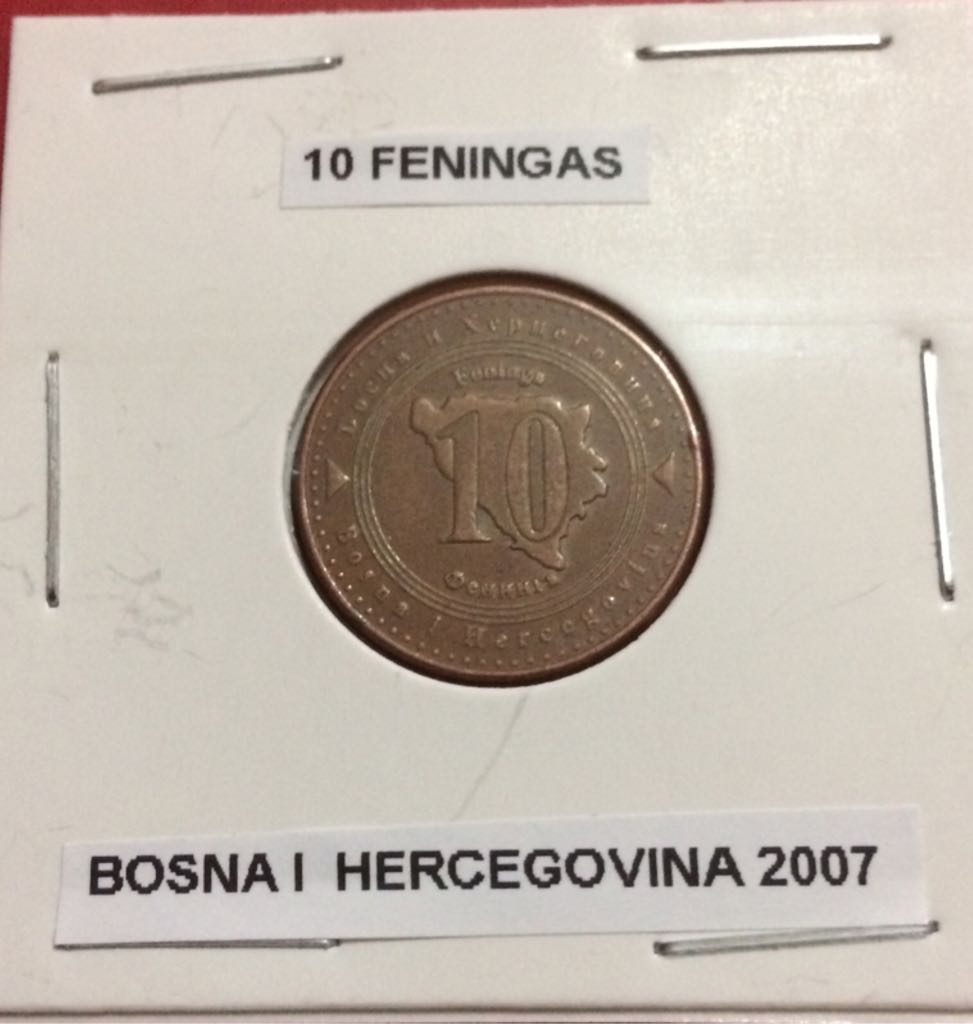 10 FENINGAS
Босна и Херцеговина
Feninga
10
Фенинга
Bosna i Hercegovina
BOSNA I HERCEGOVINA 2007